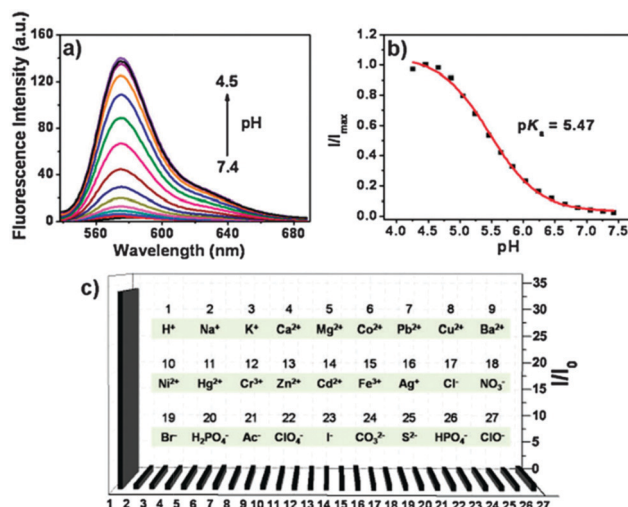 a)
Fluorescence Intensity (a.u.)
160
120
80
40
0
4.5
pH
7.4
560 600 640 680
Wavelength (nm)
b)
I/I max
1.0
0.8
0.6
0.4
0.2
0.0
pKa = 5.47
4.0 4.5 5.0 5.5 6.0 6.5 7.0 7.5
pH
c)
1 2 3 4 5 6 7 8 9
H+ Na+ K+ Ca2+ Mg2+ Co2+ Pb2+ Cu2+ Ba2+
10 11 12 13 14 15 16 17 18
Ni2+ Hg2+ Cr3+ Zn2+ Cd2+ Fe3+ Ag+ Cl- NO3-
19 20 21 22 23 24 25 26 27
Br- H2PO4- Ac- ClO4- I- CO32- S2- HPO4- ClO-
35
30
25
20
15
10
5
0
I/I0
1 2 3 4 5 6 7 8 9 10 11 12 13 14 15 16 17 18 19 20 21 22 23 24 25 26 27